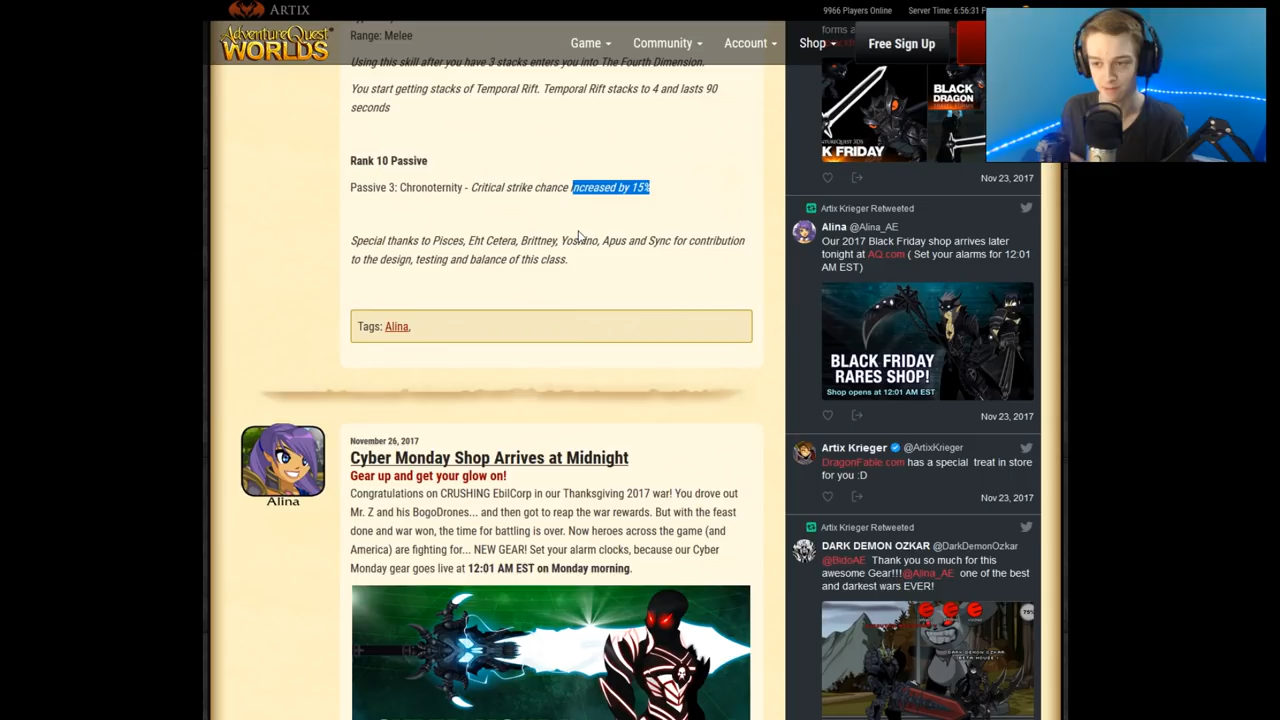 ARTIX
9966 Players Online
Server Time: 6:56:31
AdventureQuest
WORLDS
Game
Community
Account
Shop
Free Sign Up
Range: Melee
Using this skill after you have 3 stacks enters you into The Fourth Dimension.
You start getting stacks of Temporal Rift. Temporal Rift stacks to 4 and lasts 90
seconds
Rank 10 Passive
Passive 3: Chronoternity - Critical strike chance increased by 15%
Special thanks to Pisces, Eht Cetera, Brittney, Yoshino, Apus and Sync for contribution
to the design, testing and balance of this class.
Tags: Alina,
Alina
November 26, 2017
Cyber Monday Shop Arrives at Midnight
Gear up and get your glow on!
Congratulations on CRUSHING EbilCorp in our Thanksgiving 2017 war! You drove out
Mr. Z and his BogoDrones... and then got to reap the war rewards. But with the feast
done and war won, the time for battling is over. Now heroes across the game (and
America) are fighting for... NEW GEAR! Set your alarm clocks, because our Cyber
Monday gear goes live at 12:01 AM EST on Monday morning.
forms
BLACK
DRAGON
K FRIDAY
Nov 23, 2017
Artix Krieger Retweeted
Alina @Alina_AE
Our 2017 Black Friday shop arrives later
tonight at AQ.com ( Set your alarms for 12:01
AM EST)
BLACK FRIDAY
RARES SHOP!
Shop opens at 12:01 AM EST
Nov 23, 2017
Artix Krieger @ArtixKrieger
DragonFable.com has a special treat in store
for you :D
Nov 23, 2017
Artix Krieger Retweeted
DARK DEMON OZKAR @DarkDemonOzkar
@BidoAE Thank you so much for this
awesome Gear!!!@Alina_AE one of the best
and darkest wars EVER!
75%